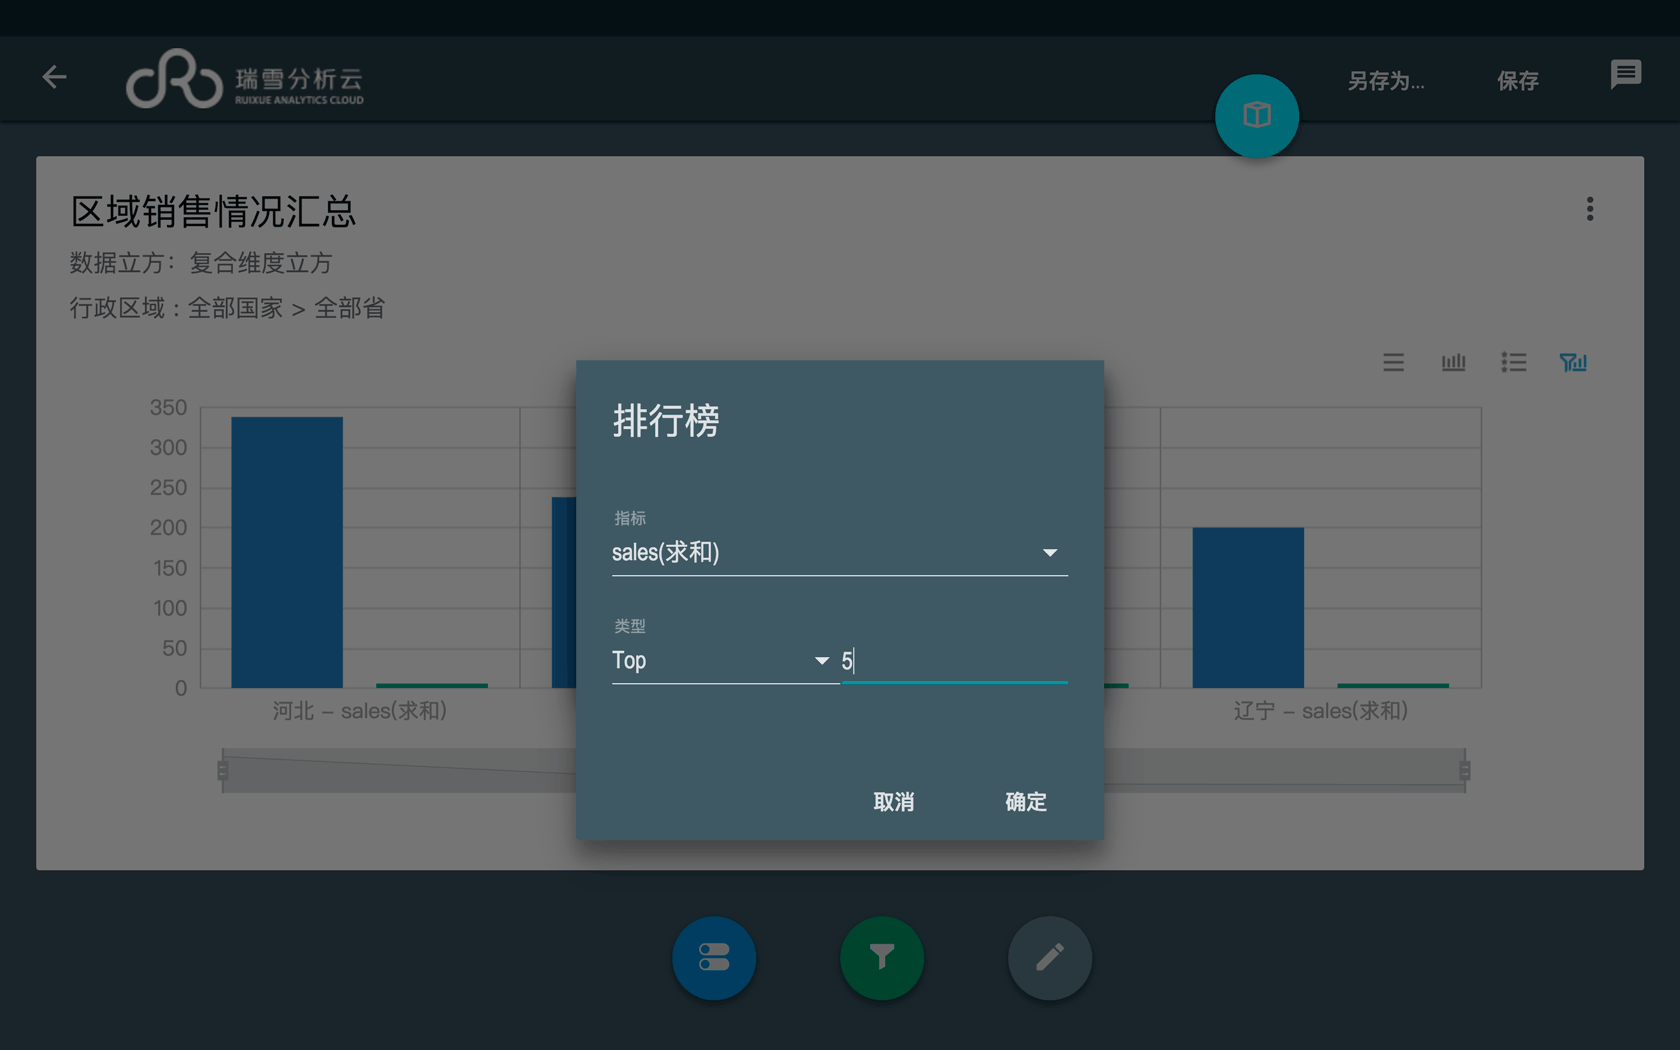 瑞雪分析云
RUIXUE ANALYTICS CLOUD
另存为...
保存
区域销售情况汇总
数据立方：复合维度立方
行政区域 : 全部国家 > 全部省
350
300
250
200
150
100
50
0
河北 – sales(求和)
辽宁 – sales(求和)
排行榜
指标
sales(求和)
类型
Top
5
取消
确定